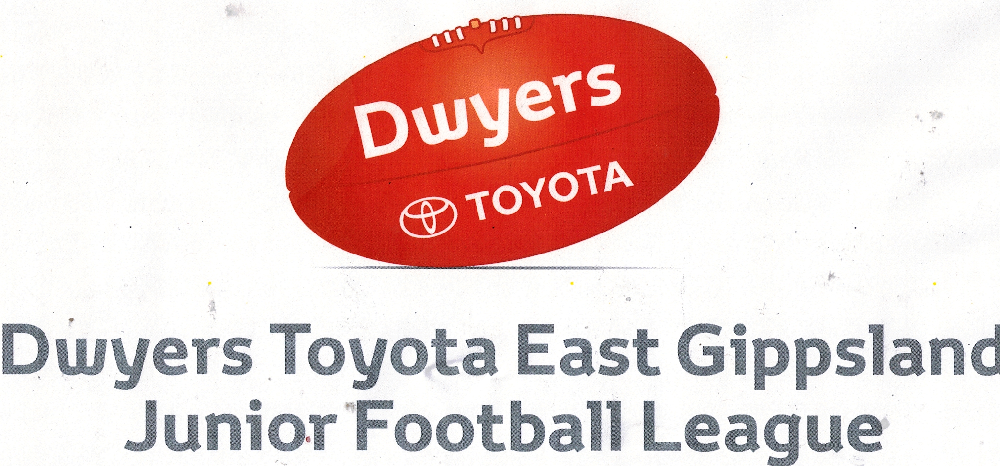 Dwyers
TOYOTA
Dwyers Toyota East Gippsland
Junior Football League